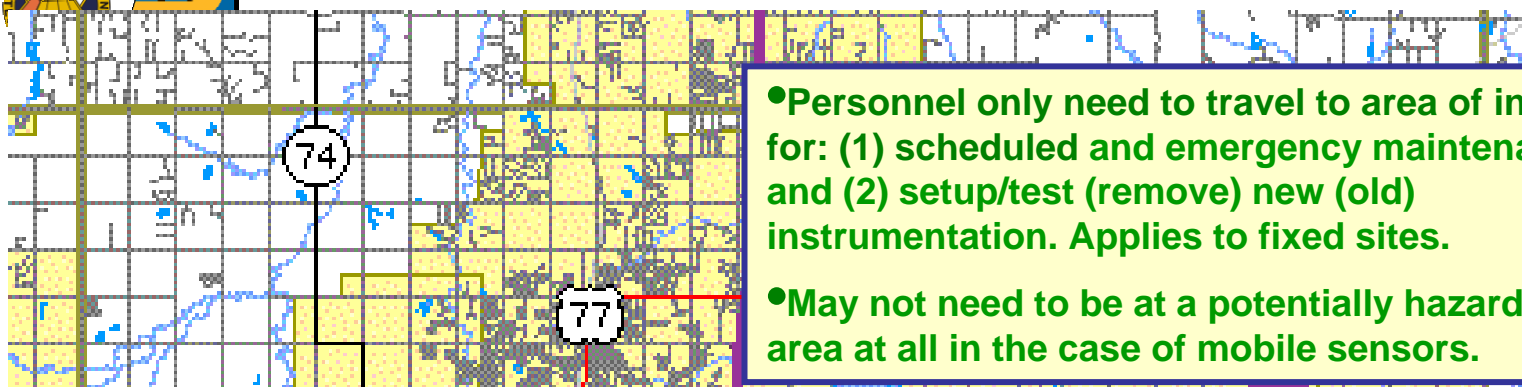 74
77
•Personnel only need to travel to area of in
for: (1) scheduled and emergency maintena
and (2) setup/test (remove) new (old)
instrumentation. Applies to fixed sites.
•May not need to be at a potentially hazard
area at all in the case of mobile sensors.